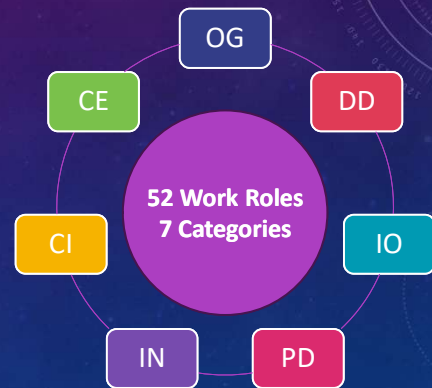 OG
CE
DD
52 Work Roles
7 Categories
CI
IO
IN
PD